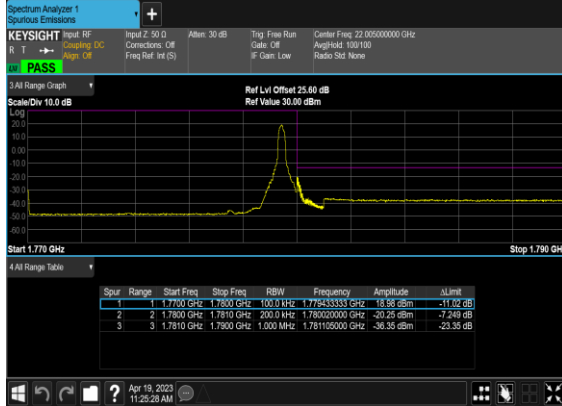 Spectrum Analyzer 1
Spurious Emissions
+
KEYSIGHT Input: RF Input Z: 50 Ω Atten: 30 dB Trig: Free Run Center Freq: 22.005000000 GHz
R T Coupling: DC Corrections: Off Gate: Off Avg|Hold: 100/100
Align: Off Freq Ref: Int (S) IF Gain: Low Radio Std: None
PASS
3 All Range Graph
Ref Lvl Offset 25.60 dB
Scale/Div 10.0 dB Ref Value 30.00 dBm
Log
20.0
10.0
0.00
-10.0
-20.0
-30.0
-40.0
-50.0
-60.0
Start 1.770 GHz Stop 1.790 GH
4 All Range Table
Spur Range Start Freq Stop Freq RBW Frequency Amplitude ΔLimit
1 1 1.7700 GHz 1.7800 GHz 100.0 kHz 1.779433333 GHz 18.98 dBm -11.02 dB
2 2 1.7800 GHz 1.7810 GHz 200.0 kHz 1.780020000 GHz -20.25 dBm -7.249 dB
3 3 1.7810 GHz 1.7900 GHz 1.000 MHz 1.781105000 GHz -36.35 dBm -23.35 dB
? Apr 19, 2023
11:25:28 AM